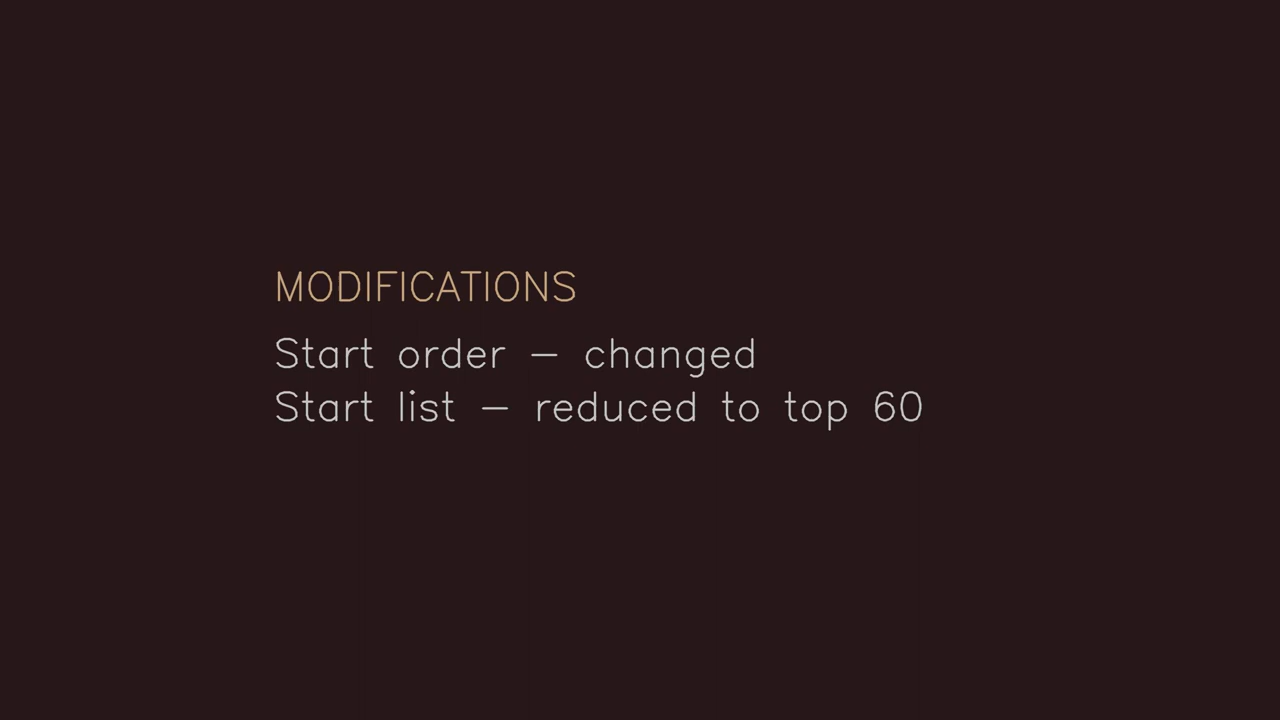 MODIFICATIONS
Start order – changed
Start list – reduced to top 60